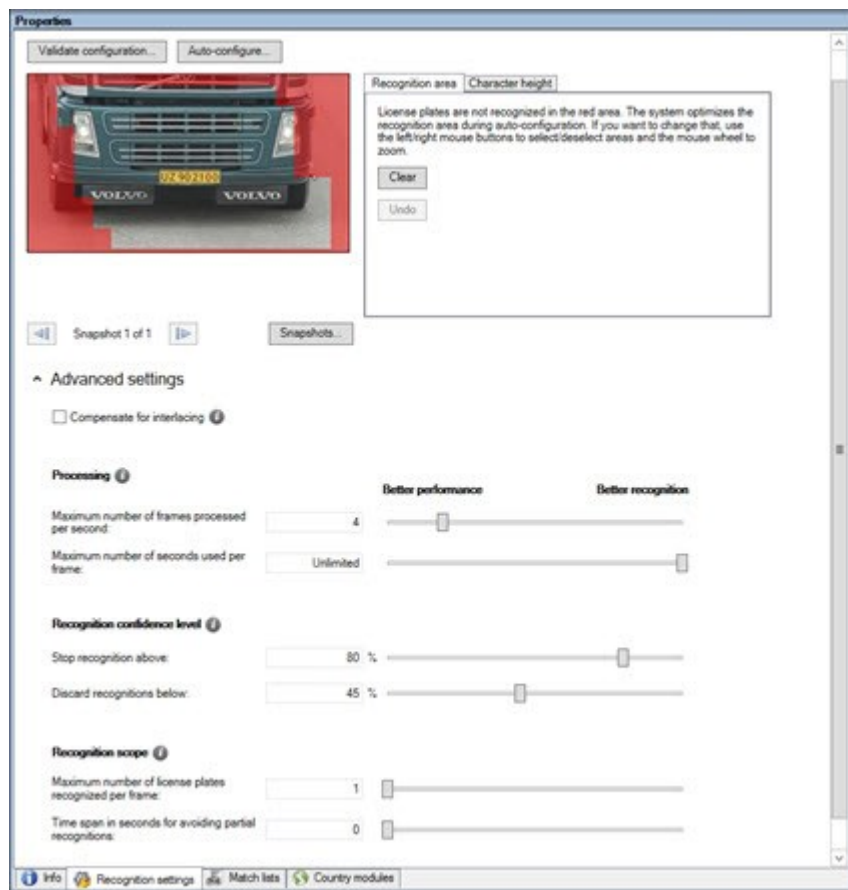 Properties
Validate configuration...
Auto-configure...
Recognition area
Character height
License plates are not recognized in the red area. The system optimizes the
recognition area during auto-configuration. If you want to change that, use
the left/right mouse buttons to select/deselect areas and the mouse wheel to
zoom.
Clear
Undo
UZ 902100
VOLVO
VOLVO
Snapshot 1 of 1
Snapshots...
Advanced settings
Compensate for interlacing
Processing
Better performance
Better recognition
Maximum number of frames processed
per second:
4
Maximum number of seconds used per
frame:
Unlimited
Recognition confidence level
Stop recognition above:
80 %
Discard recognitions below:
45 %
Recognition scope
Maximum number of license plates
recognized per frame:
1
Time span in seconds for avoiding partial
recognitions:
0
Info
Recognition settings
Match lists
Country modules